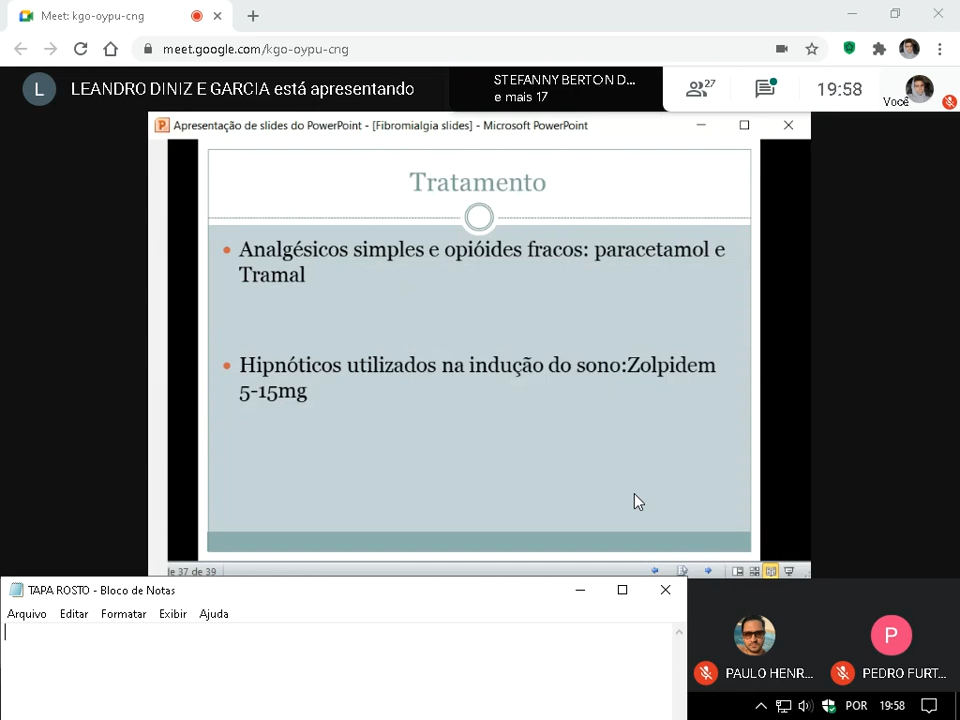 Meet: kgo-oypu-cng
meet.google.com/kgo-oypu-cng
L
LEANDRO DINIZ E GARCIA está apresentando
STEFANNY BERTON D...
e mais 17
27
19:58
Você
Apresentação de slides do PowerPoint - [Fibromialgia slides] - Microsoft PowerPoint
Tratamento
• Analgésicos simples e opióides fracos: paracetamol e
Tramal
• Hipnóticos utilizados na indução do sono:Zolpidem
5-15mg
de 37 de 39
TAPA ROSTO - Bloco de Notas
Arquivo Editar Formatar Exibir Ajuda
P
PAULO HENR...
PEDRO FURT...
POR 19:58